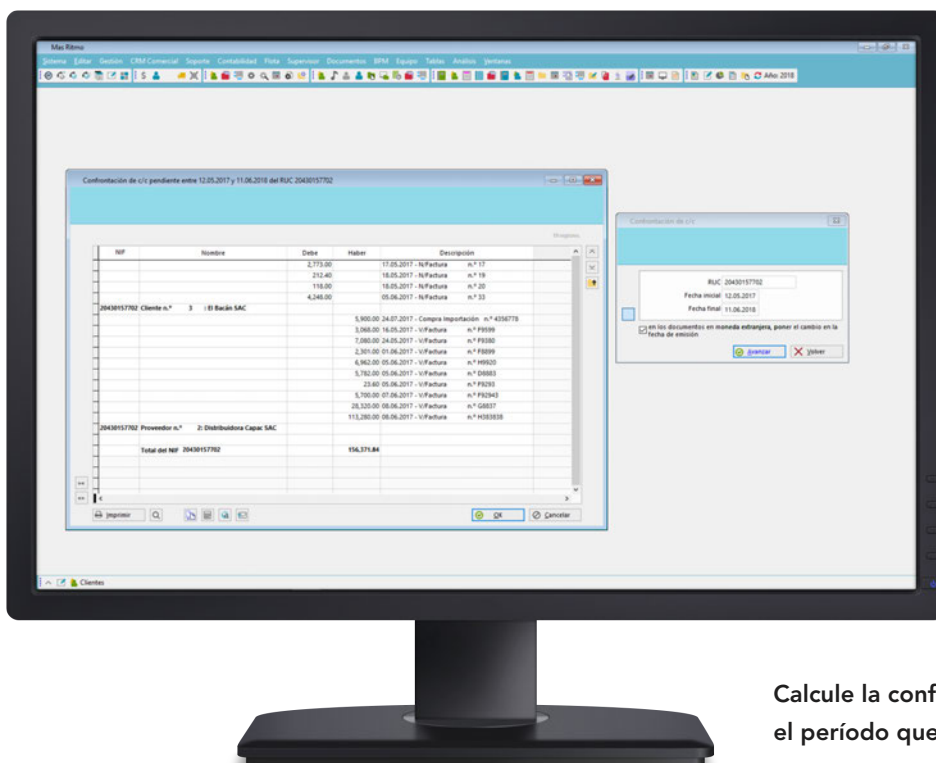 Mas Ritmo
Sistema Editar Gestión CRM Comercial Soporte Contabilidad Flota Supervisor Documentos BPM Equipo Tablas Análisis Ventanas
Año 2018
Confrontación de c/c pendiente entre 12.05.2017 y 11.06.2018 del RUC 20430157702
NIF Nombre Debe Haber Descripción
2,773.00 17.05.2017 - N/Factura n.º 17
212.40 18.05.2017 - N/Factura n.º 19
118.00 18.05.2017 - N/Factura n.º 20
4,248.00 05.06.2017 - N/Factura n.º 33
20430157702 Cliente n.º 3 : El Bacán SAC
5,900.00 24.07.2017 - Compra Importación n.º 4356778
3,068.00 16.05.2017 - V/Factura n.º F9599
7,080.00 24.05.2017 - V/Factura n.º F9380
2,301.00 01.06.2017 - V/Factura n.º F8899
6,962.00 05.06.2017 - V/Factura n.º H9920
5,782.00 05.06.2017 - V/Factura n.º D8883
23.60 05.06.2017 - V/Factura n.º F9293
5,700.00 07.06.2017 - V/Factura n.º F92943
28,320.00 08.06.2017 - V/Factura n.º G8837
113,280.00 08.06.2017 - V/Factura n.º H383838
20430157702 Proveedor n.º 2: Distribuidora Capac SAC
Total del NIF 20430157702 156,371.84
Imprimir
OK
Cancelar
Confrontación de c/c
RUC 20430157702
Fecha inicial 12.05.2017
Fecha final 11.06.2018
en los documentos en moneda extranjera, poner el cambio en la
fecha de emisión
Avanzar
Volver
Clientes
Calcule la conf
el período que